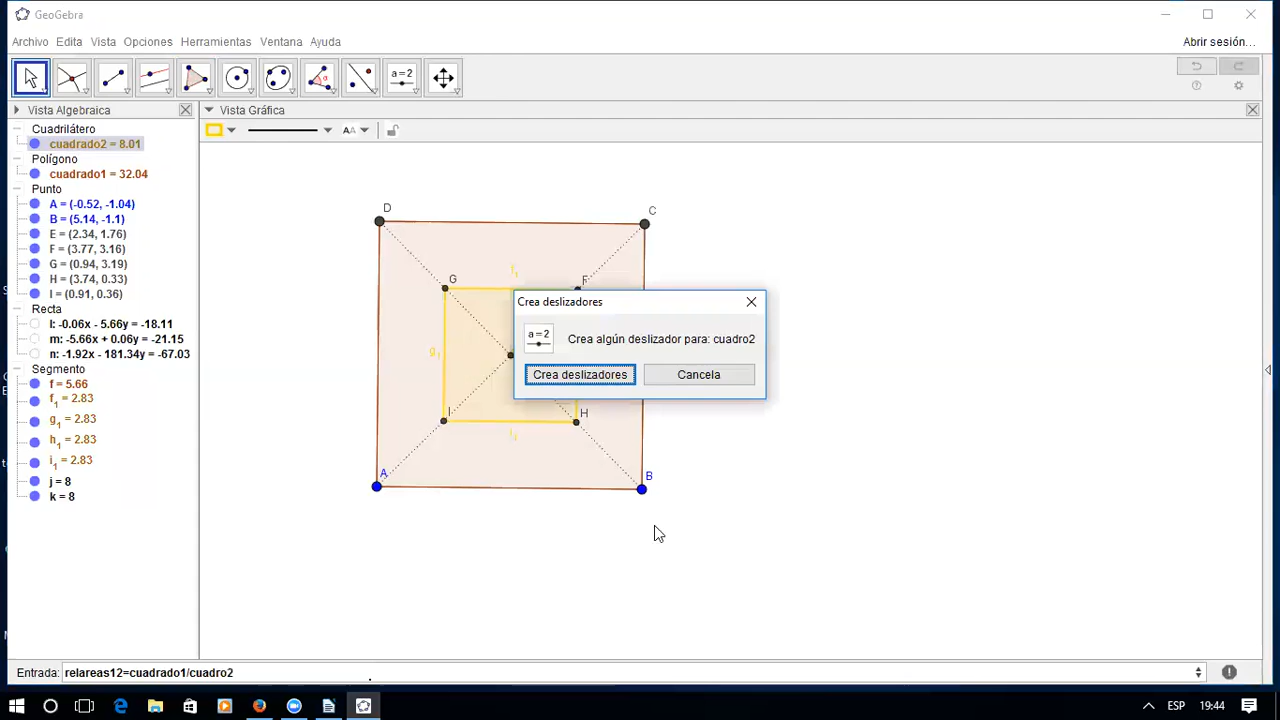 GeoGebra
Archivo Edita Vista Opciones Herramientas Ventana Ayuda
Abrir sesión...
a=2
Vista Algebraica
Vista Gráfica
AA
Cuadrilátero
cuadrado2 = 8.01
Polígono
cuadrado1 = 32.04
Punto
A = (-0.52, -1.04)
B = (5.14, -1.1)
E = (2.34, 1.76)
F = (3.77, 3.16)
G = (0.94, 3.19)
H = (3.74, 0.33)
I = (0.91, 0.36)
Recta
l: -0.06x - 5.66y = -18.11
m: -5.66x + 0.06y = -21.15
n: -1.92x - 181.34y = -67.03
Segmento
f = 5.66
f1 = 2.83
g1 = 2.83
h1 = 2.83
i1 = 2.83
j = 8
k = 8
D
C
G
f1
F
g1
I
H
A
B
Crea deslizadores
a=2
Crea algún deslizador para: cuadro2
Crea deslizadores
Cancela
Entrada: relareas12=cuadrado1/cuadro2
ESP 19:44